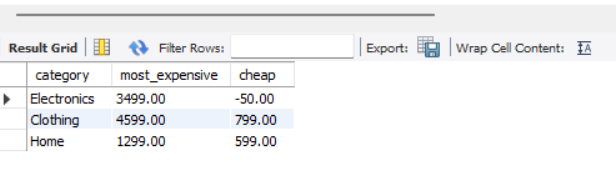 Result Grid Filter Rows: Export: Wrap Cell Content: IA
category most_expensive cheap
Electronics 3499.00 -50.00
Clothing 4599.00 799.00
Home 1299.00 599.00